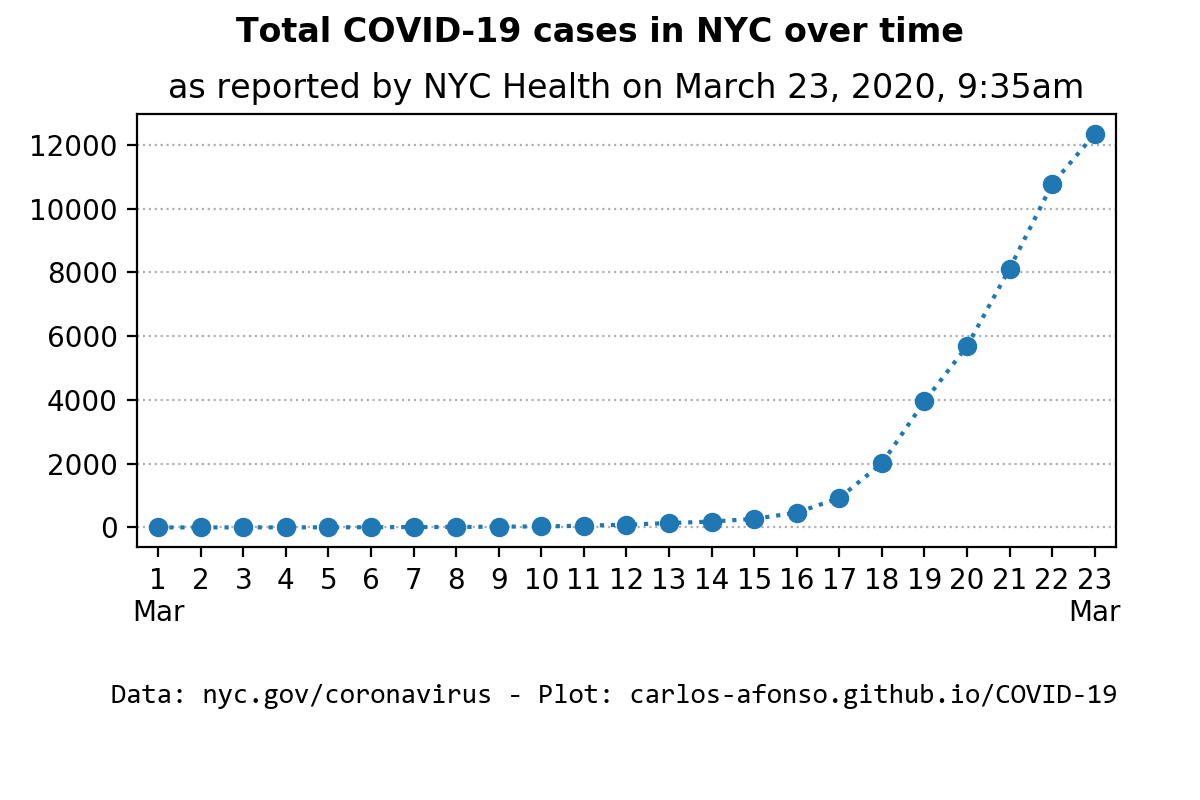 Total COVID-19 cases in NYC over time
as reported by NYC Health on March 23, 2020, 9:35am
12000
10000
8000
6000
4000
2000
0
1 2 3 4 5 6 7 8 9 10 11 12 13 14 15 16 17 18 19 20 21 22 23
Mar Mar
Data: nyc.gov/coronavirus - Plot: carlos-afonso.github.io/COVID-19